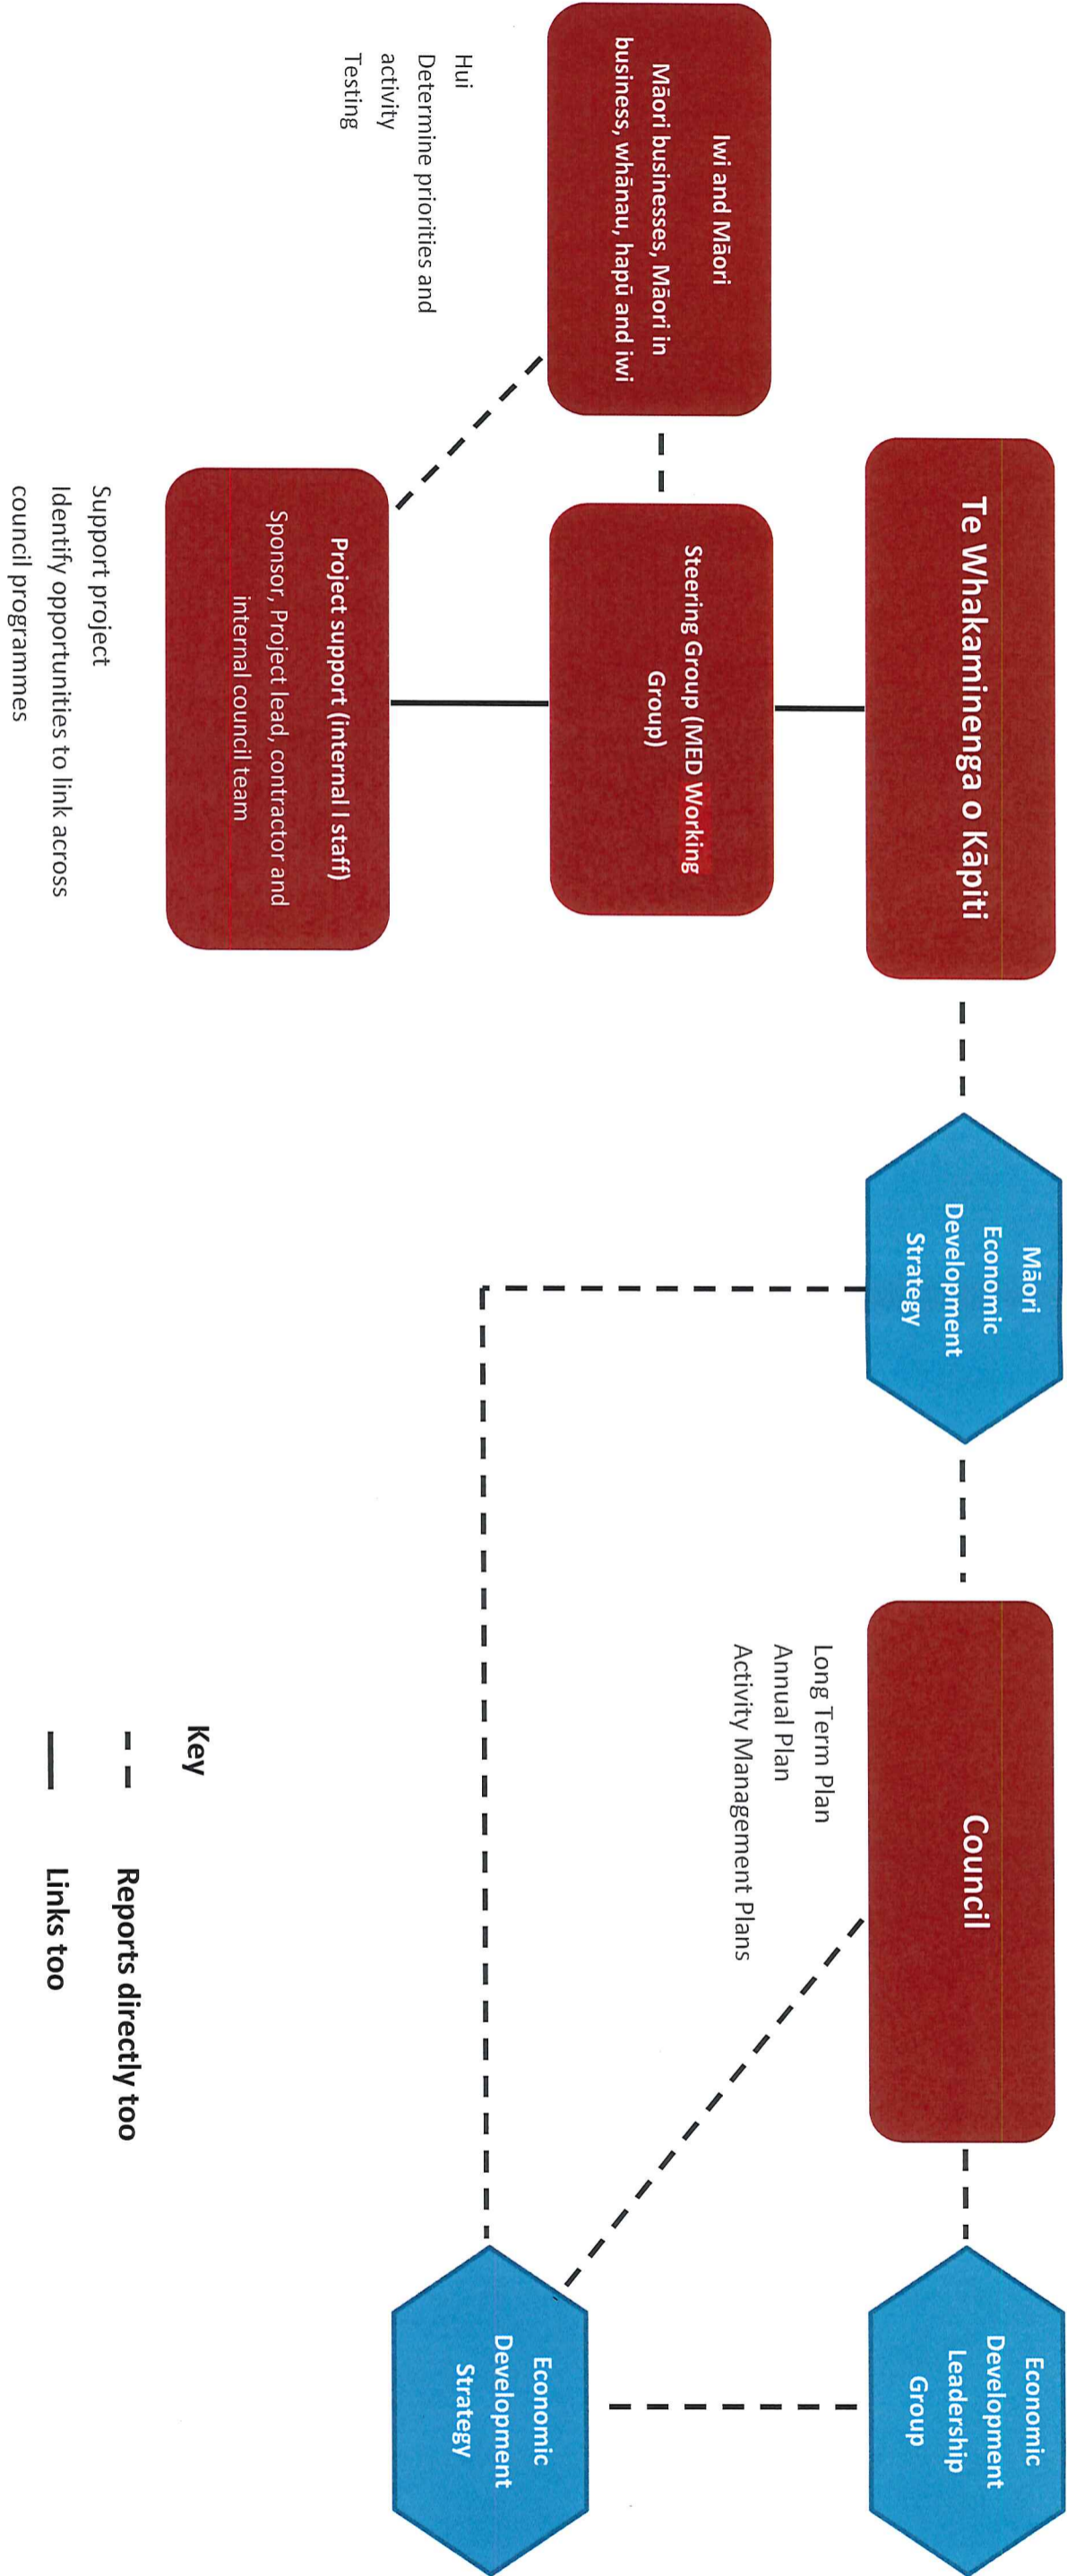 Te Whakaminenga o Kāpiti
Māori
Economic
Development
Strategy
Council
Economic
Development
Leadership
Group
Iwi and Māori
Māori businesses, Māori in
business, whānau, hapū and iwi
Steering Group (MED Working
Group)
Long Term Plan
Annual Plan
Activity Management Plans
Hui
Determine priorities and
activity
Testing
Project support (internal l staff)
Sponsor, Project lead, contractor and
internal council team
Economic
Development
Strategy
Support project
Identify opportunities to link across
council programmes
Key
Reports directly too
Links too